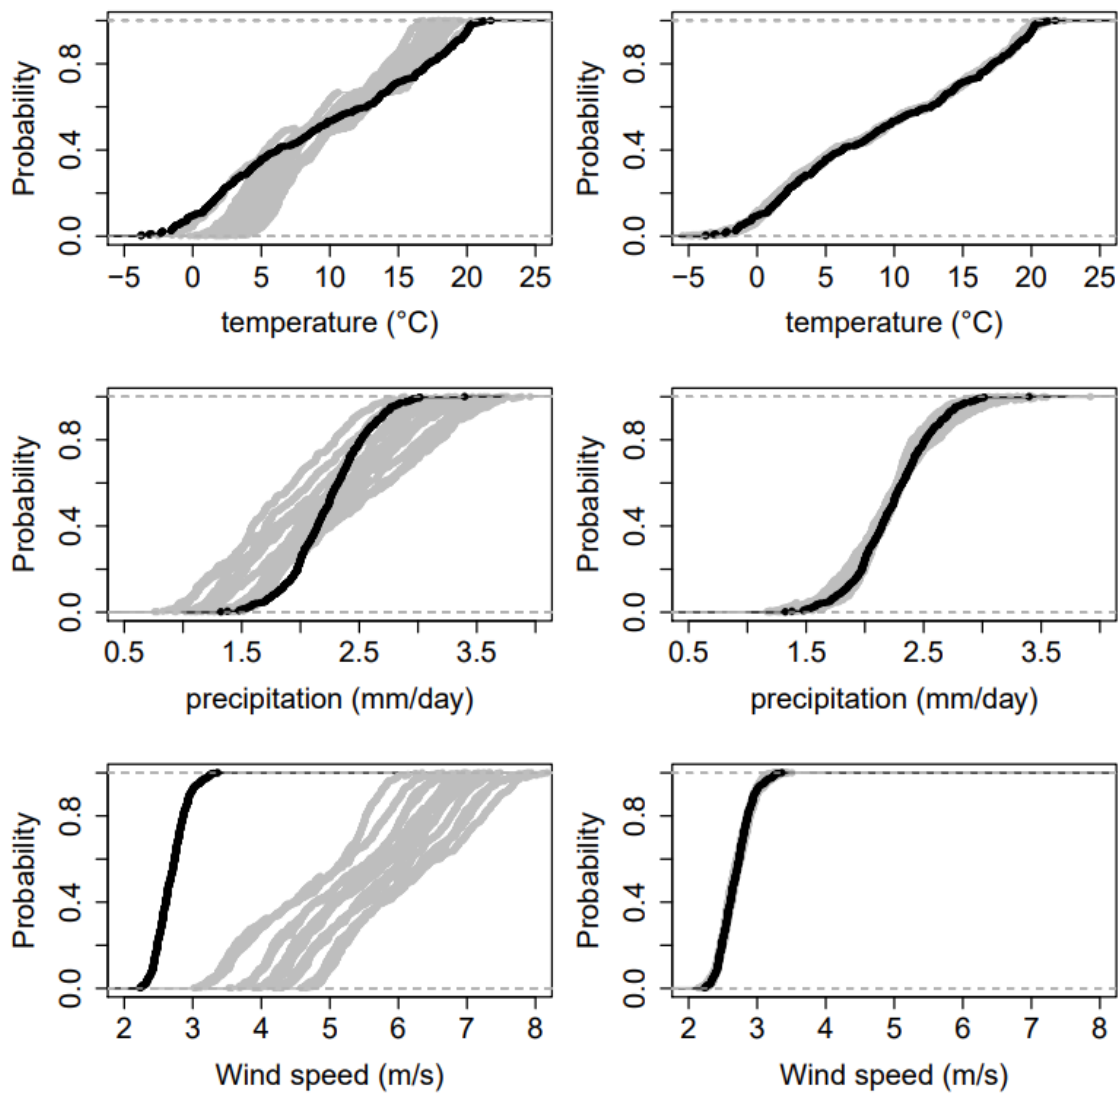 Probability
0.0 0.4 0.8
−5 0 5 10 15 20 25
temperature (°C)
Probability
0.0 0.4 0.8
−5 0 5 10 15 20 25
temperature (°C)
Probability
0.0 0.4 0.8
0.5 1.5 2.5 3.5
precipitation (mm/day)
Probability
0.0 0.4 0.8
0.5 1.5 2.5 3.5
precipitation (mm/day)
Probability
0.0 0.4 0.8
2 3 4 5 6 7 8
Wind speed (m/s)
Probability
0.0 0.4 0.8
2 3 4 5 6 7 8
Wind speed (m/s)